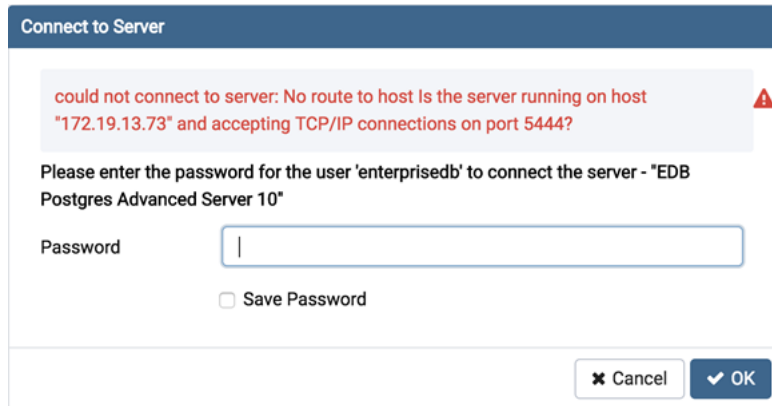 Connect to Server
could not connect to server: No route to host Is the server running on host
"172.19.13.73" and accepting TCP/IP connections on port 5444?
Please enter the password for the user 'enterprisedb' to connect the server - "EDB
Postgres Advanced Server 10"
Password
Save Password
Cancel
OK